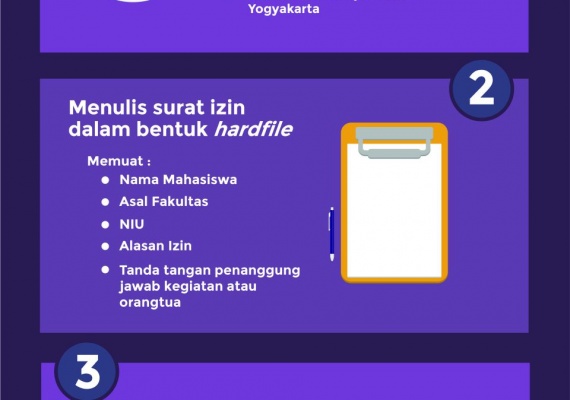 Yogyakarta
2
Menulis surat izin
dalam bentuk hardfile
Memuat :
Nama Mahasiswa
Asal Fakultas
NIU
Alasan Izin
Tanda tangan penanggung
jawab kegiatan atau
orangtua
3